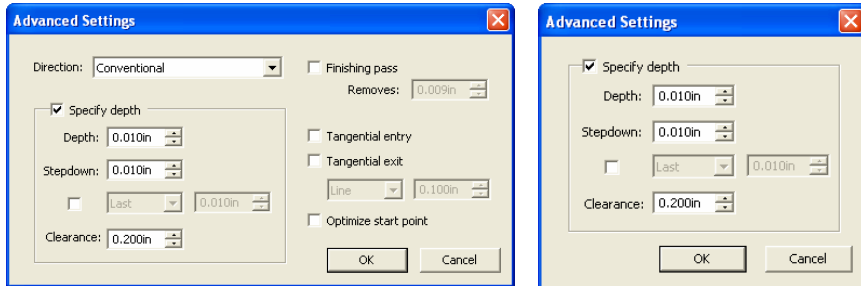 Advanced Settings
Direction: Conventional
Specify depth
Depth: 0.010in
Stepdown: 0.010in
Last 0.010in
Clearance: 0.200in
Finishing pass
Removes: 0.009in
Tangential entry
Tangential exit
Line 0.100in
Optimize start point
OK Cancel
Advanced Settings
Specify depth
Depth: 0.010in
Stepdown: 0.010in
Last 0.010in
Clearance: 0.200in
OK Cancel